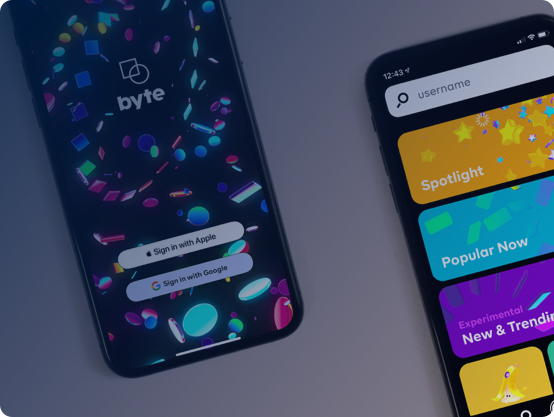 byte
Sign in with Apple
Sign in with Google
12:43
username
Spotlight
Popular Now
Experimental
New & Trendin